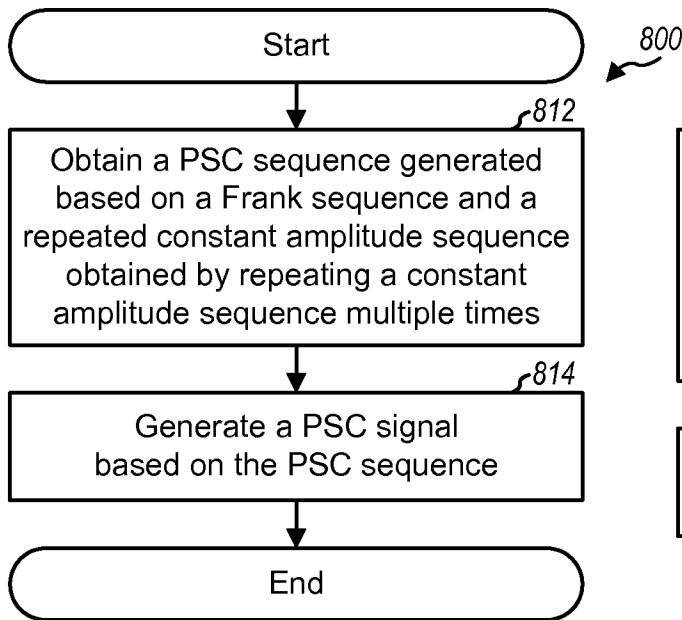 Start
800
812
Obtain a PSC sequence generated
based on a Frank sequence and a
repeated constant amplitude sequence
obtained by repeating a constant
amplitude sequence multiple times
814
Generate a PSC signal
based on the PSC sequence
End